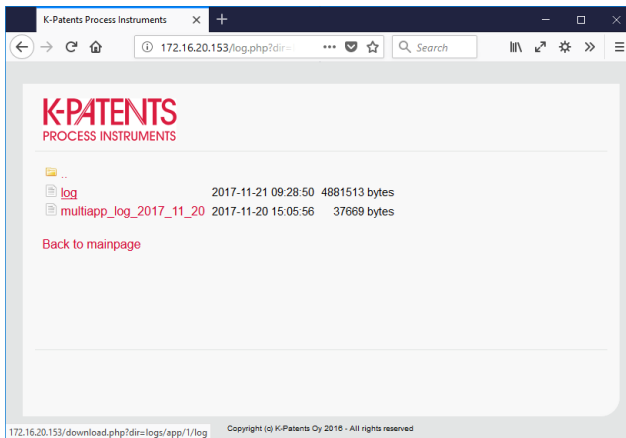 K-Patents Process Instruments
172.16.20.153/log.php?dir=
Search
K-PATENTS
PROCESS INSTRUMENTS
..
log 2017-11-21 09:28:50 4881513 bytes
multiapp_log_2017_11_20 2017-11-20 15:05:56 37669 bytes
Back to mainpage
172.16.20.153/download.php?dir=logs/app/1/log
Copyright (c) K-Patents Oy 2016 - All rights reserved